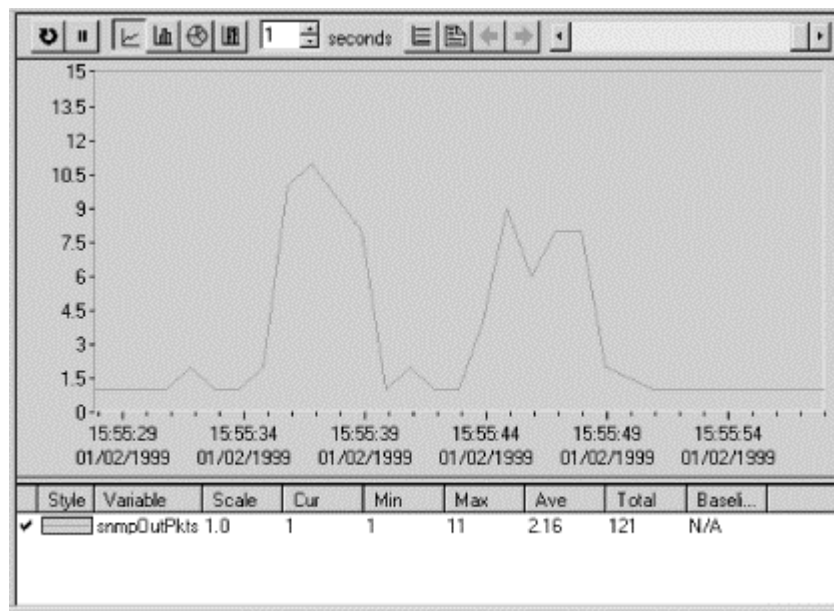 1 seconds
15
13.5
12
10.5
9
7.5
6
4.5
3
1.5
0
15:55:29 15:55:34 15:55:39 15:55:44 15:55:49 15:55:54
01/02/1999 01/02/1999 01/02/1999 01/02/1999 01/02/1999 01/02/1999
Style Variable Scale Cur Min Max Ave Total Baseli...
snmpOutPkts 1.0 1 1 11 2.16 121 N/A